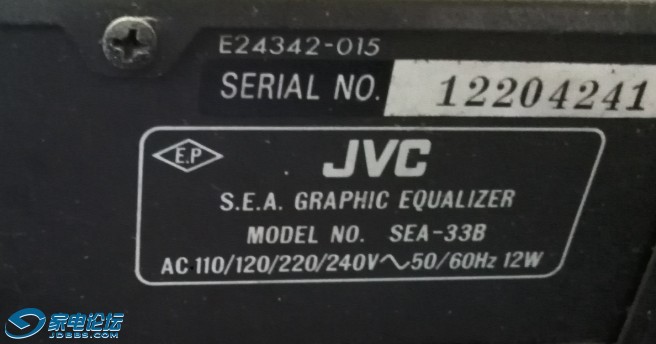 E24342-015
SERIAL NO. 12204241
E.P
JVC
S.E.A. GRAPHIC EQUALIZER
MODEL NO. SEA-33B
AC 110/120/220/240V～50/60Hz 12W
家电论坛
JDBBS.COM